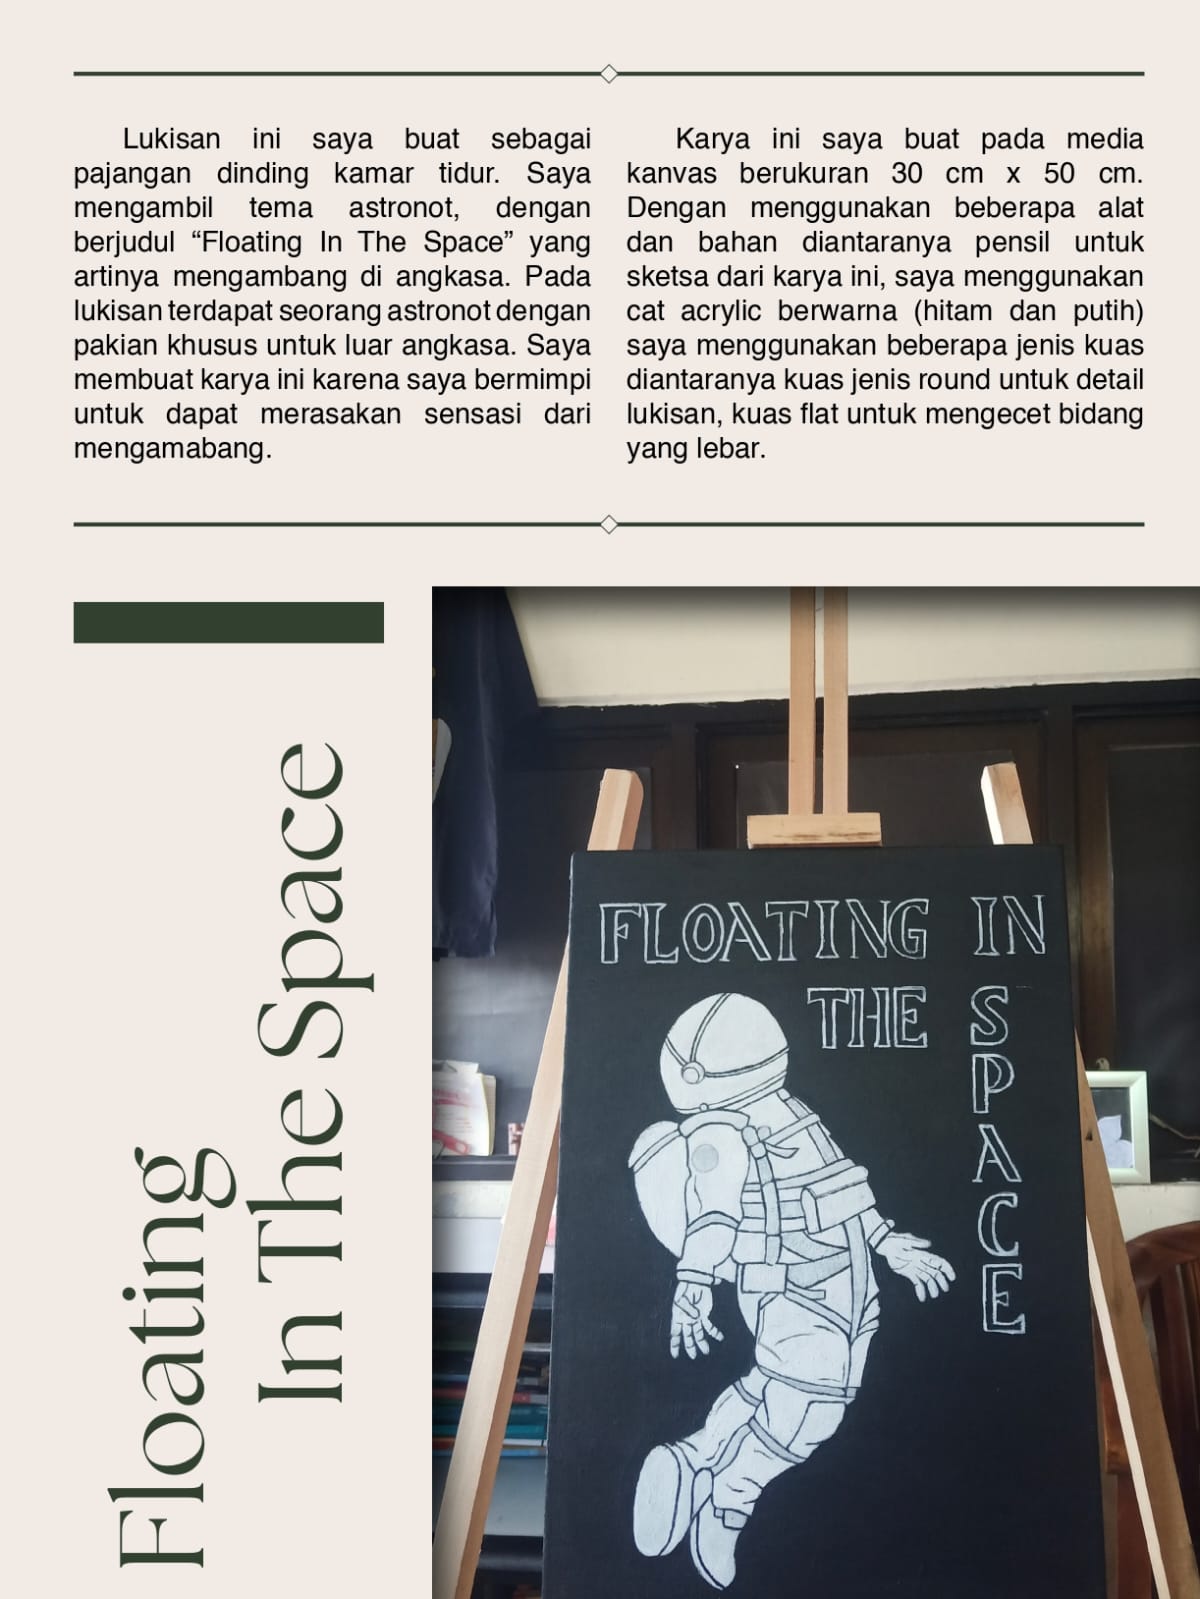 Lukisan ini saya buat sebagai
pajangan dinding kamar tidur. Saya
mengambil tema astronot, dengan
berjudul “Floating In The Space” yang
artinya mengambang di angkasa. Pada
lukisan terdapat seorang astronot dengan
pakian khusus untuk luar angkasa. Saya
membuat karya ini karena saya bermimpi
untuk dapat merasakan sensasi dari
mengamabang.
Karya ini saya buat pada media
kanvas berukuran 30 cm x 50 cm.
Dengan menggunakan beberapa alat
dan bahan diantaranya pensil untuk
sketsa dari karya ini, saya menggunakan
cat acrylic berwarna (hitam dan putih)
saya menggunakan beberapa jenis kuas
diantaranya kuas jenis round untuk detail
lukisan, kuas flat untuk mengecet bidang
yang lebar.
Floating
In The Space
FLOATING IN
THE SPACE